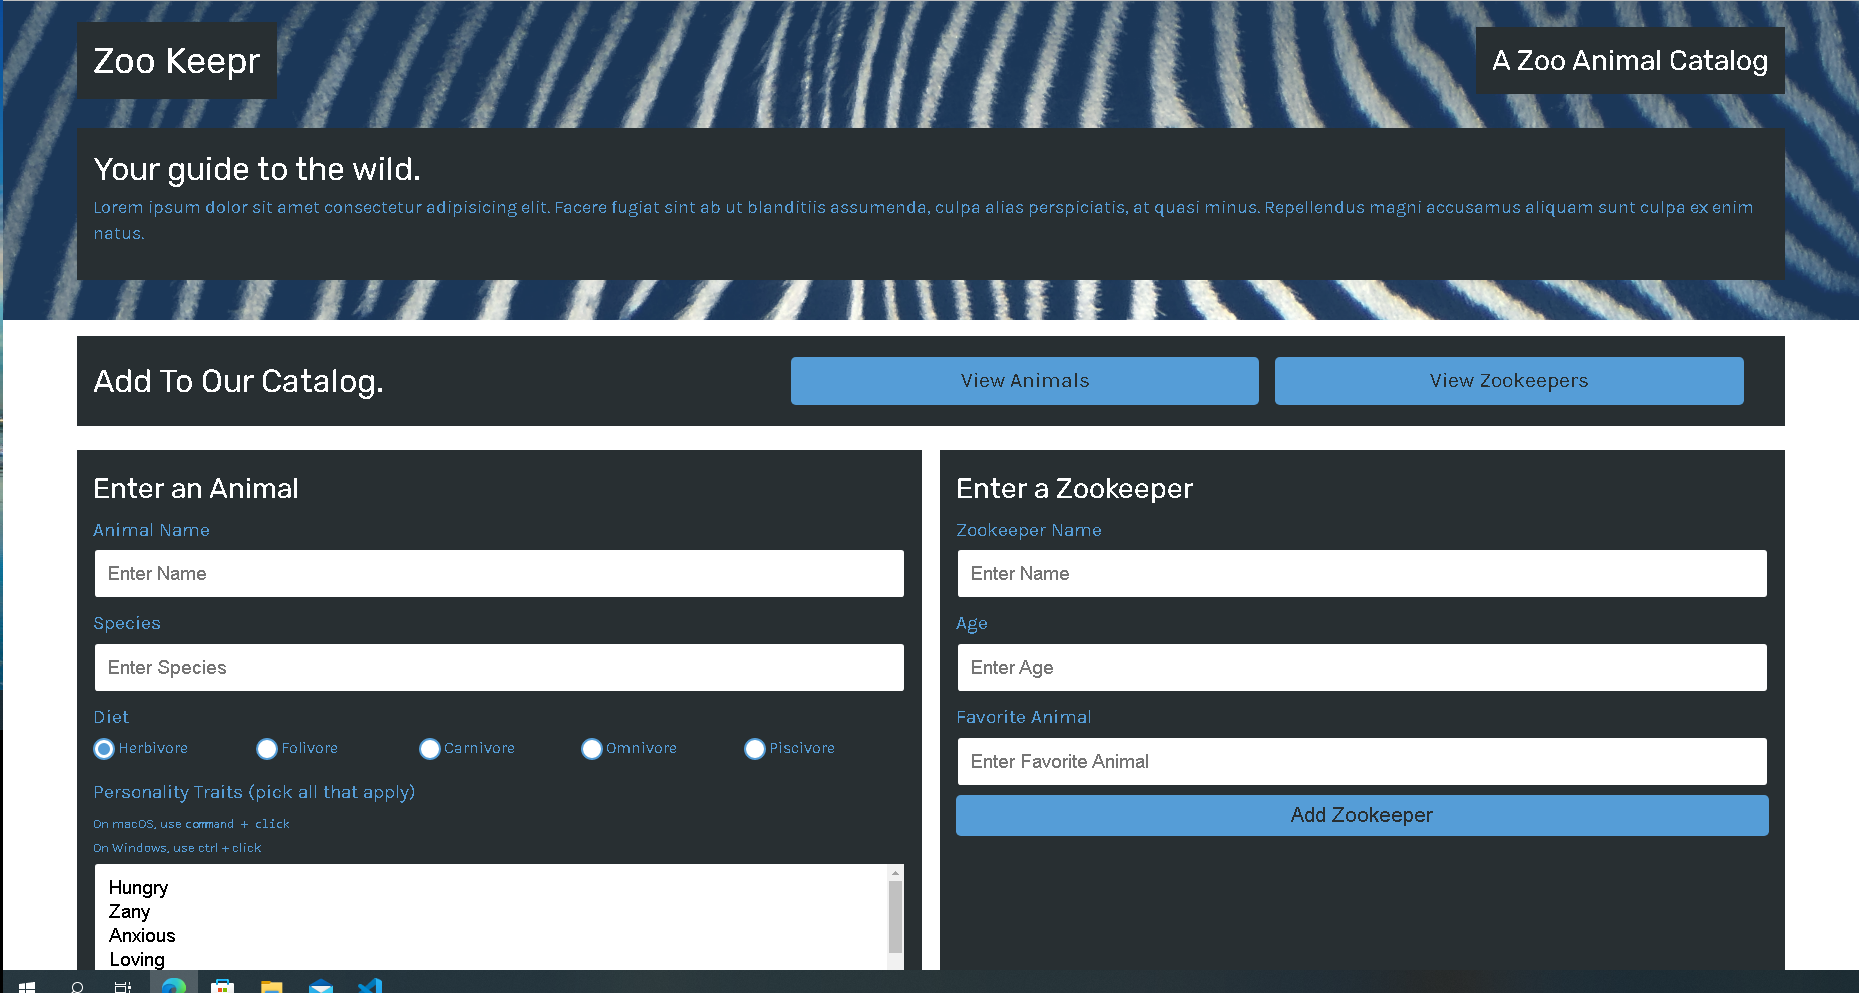 Zoo Keepr
A Zoo Animal Catalog
Your guide to the wild.
Lorem ipsum dolor sit amet consectetur adipisicing elit. Facere fugiat sint ab ut blanditiis assumenda, culpa alias perspiciatis, at quasi minus. Repellendus magni accusamus aliquam sunt culpa ex enim
natus.
Add To Our Catalog.
View Animals
View Zookeepers
Enter an Animal
Animal Name
Enter Name
Species
Enter Species
Diet
Herbivore Folivore Carnivore Omnivore Piscivore
Personality Traits (pick all that apply)
On macOS, use command + click
On Windows, use ctrl + click
Hungry
Zany
Anxious
Loving
Enter a Zookeeper
Zookeeper Name
Enter Name
Age
Enter Age
Favorite Animal
Enter Favorite Animal
Add Zookeeper